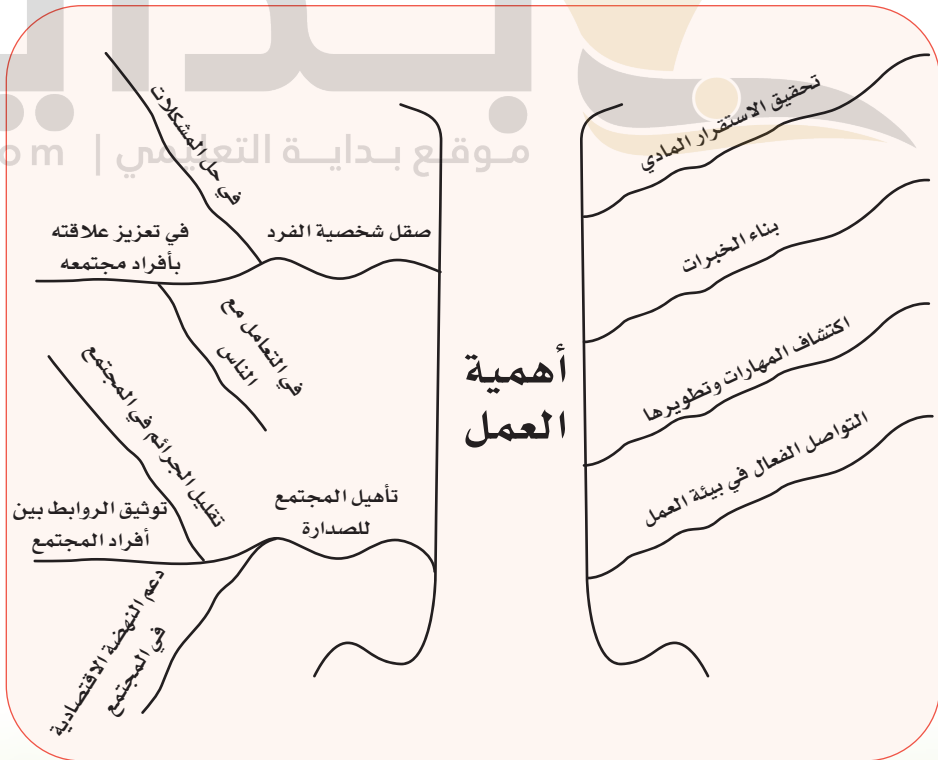 بداية
موقع بداية التعليمي | om
أهمية
العمل
تحقيق الاستقرار المادي
بناء الخبرات
اكتشاف المهارات وتطويرها
التواصل الفعال في بيئة العمل
صقل شخصية الفرد
في حل المشكلات
في تعزيز علاقته
بأفراد مجتمعه
في التعامل مع
الناس
تأهيل المجتمع
للصدارة
تقليل الجرائم في المجتمع
توثيق الروابط بين
أفراد المجتمع
دعم النهضة الاقتصادية
في المجتمع